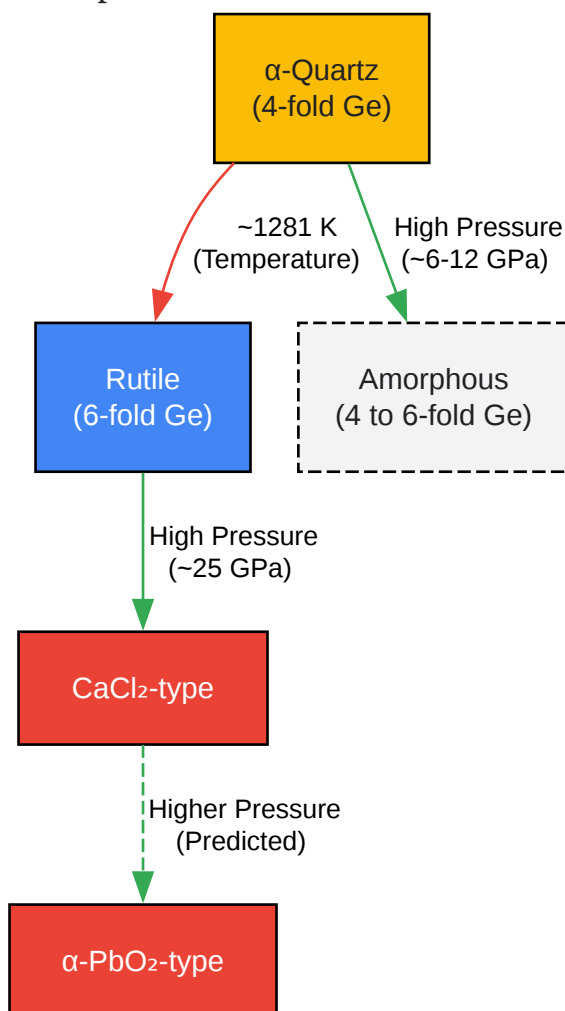 α-Quartz
(4-fold Ge)
~1281 K
(Temperature)
High Pressure
(~6-12 GPa)
Rutile
(6-fold Ge)
Amorphous
(4 to 6-fold Ge)
High Pressure
(~25 GPa)
CaCl₂-type
Higher Pressure
(Predicted)
α-PbO₂-type